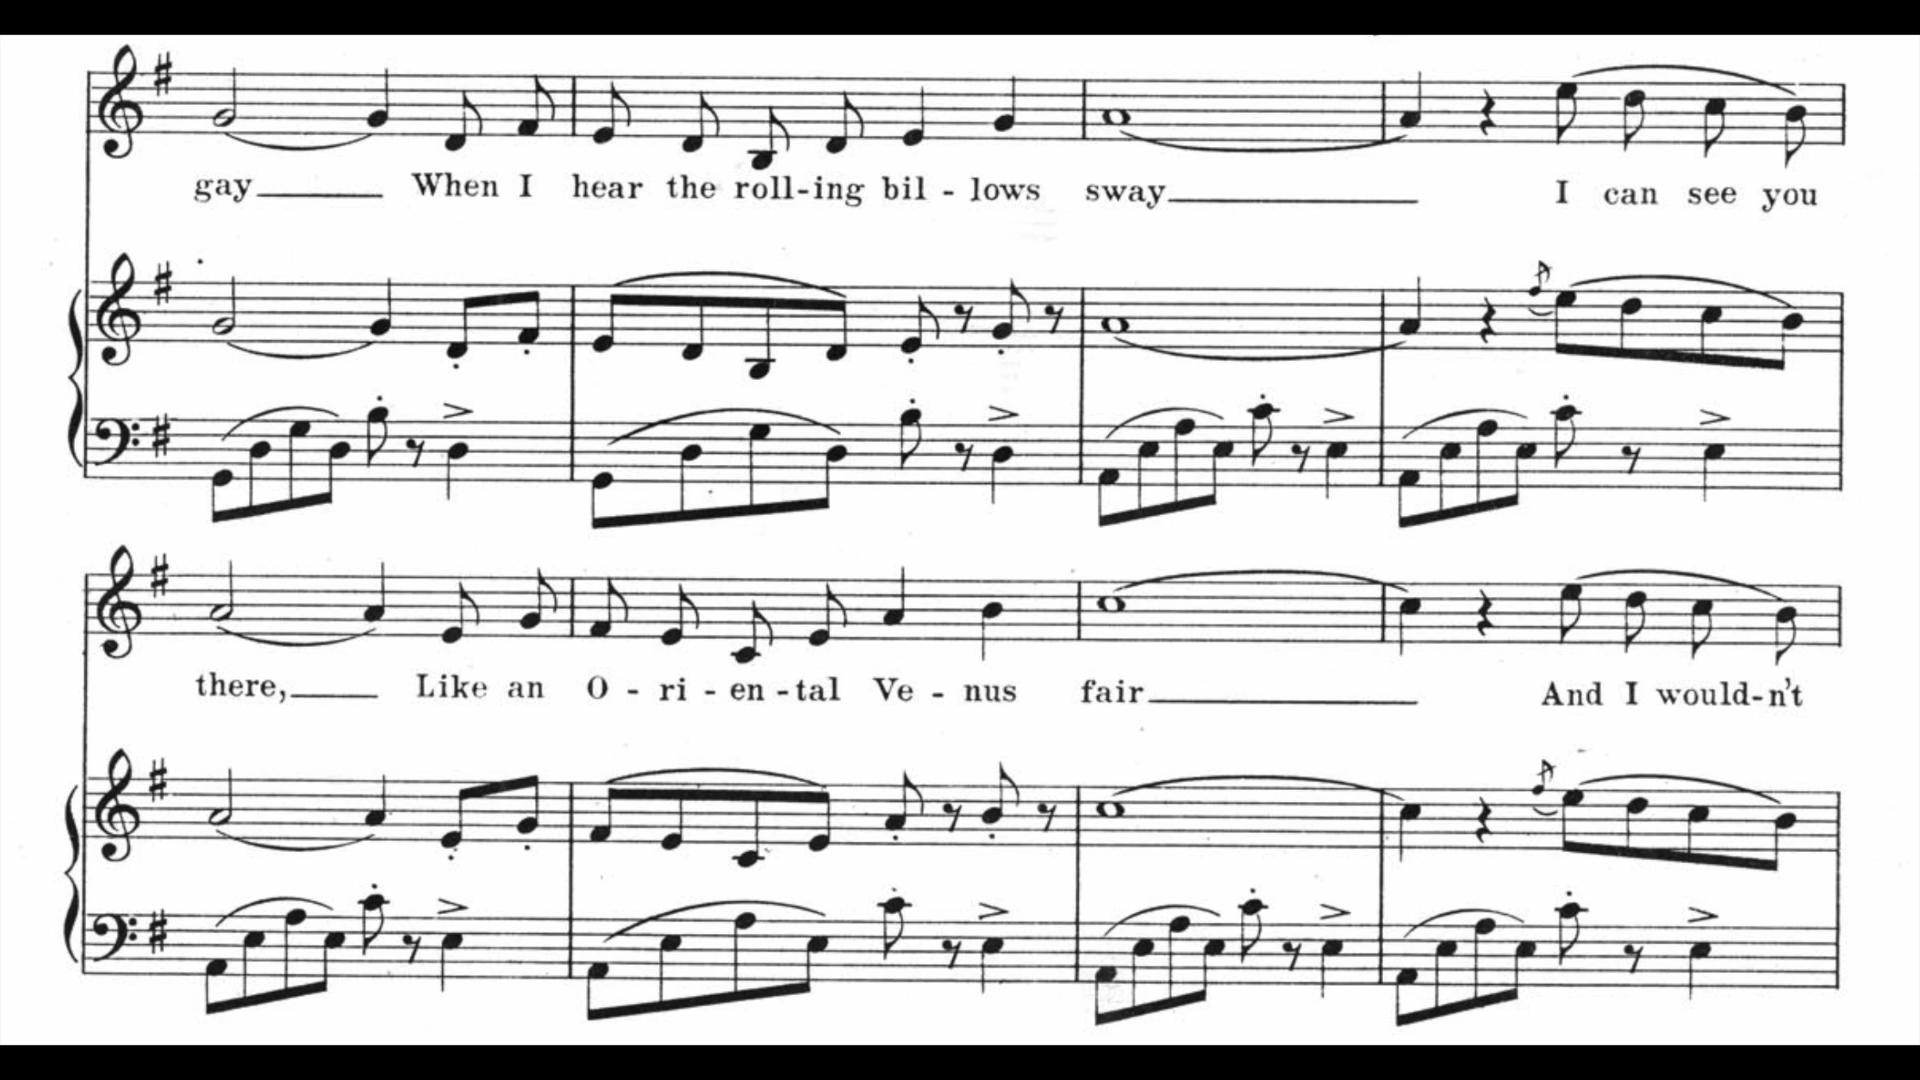 gay When I hear the roll-ing bil - lows sway I can see you
there, Like an O - ri - en - tal Ve - nus fair And I would-n't